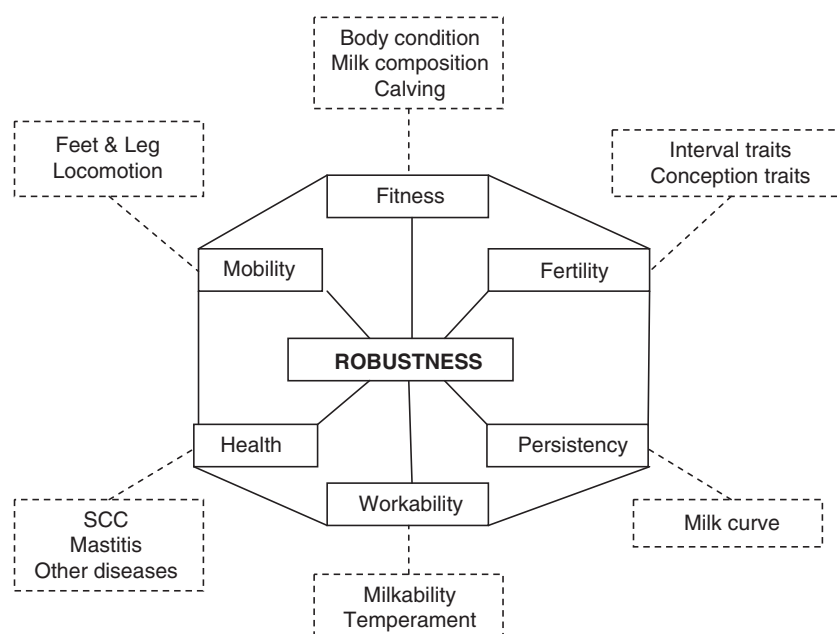 Body condition
Milk composition
Calving
Feet & Leg
Locomotion
Interval traits
Conception traits
Fitness
Mobility
Fertility
ROBUSTNESS
Health
Persistency
Workability
SCC
Mastitis
Other diseases
Milk curve
Milkability
Temperament